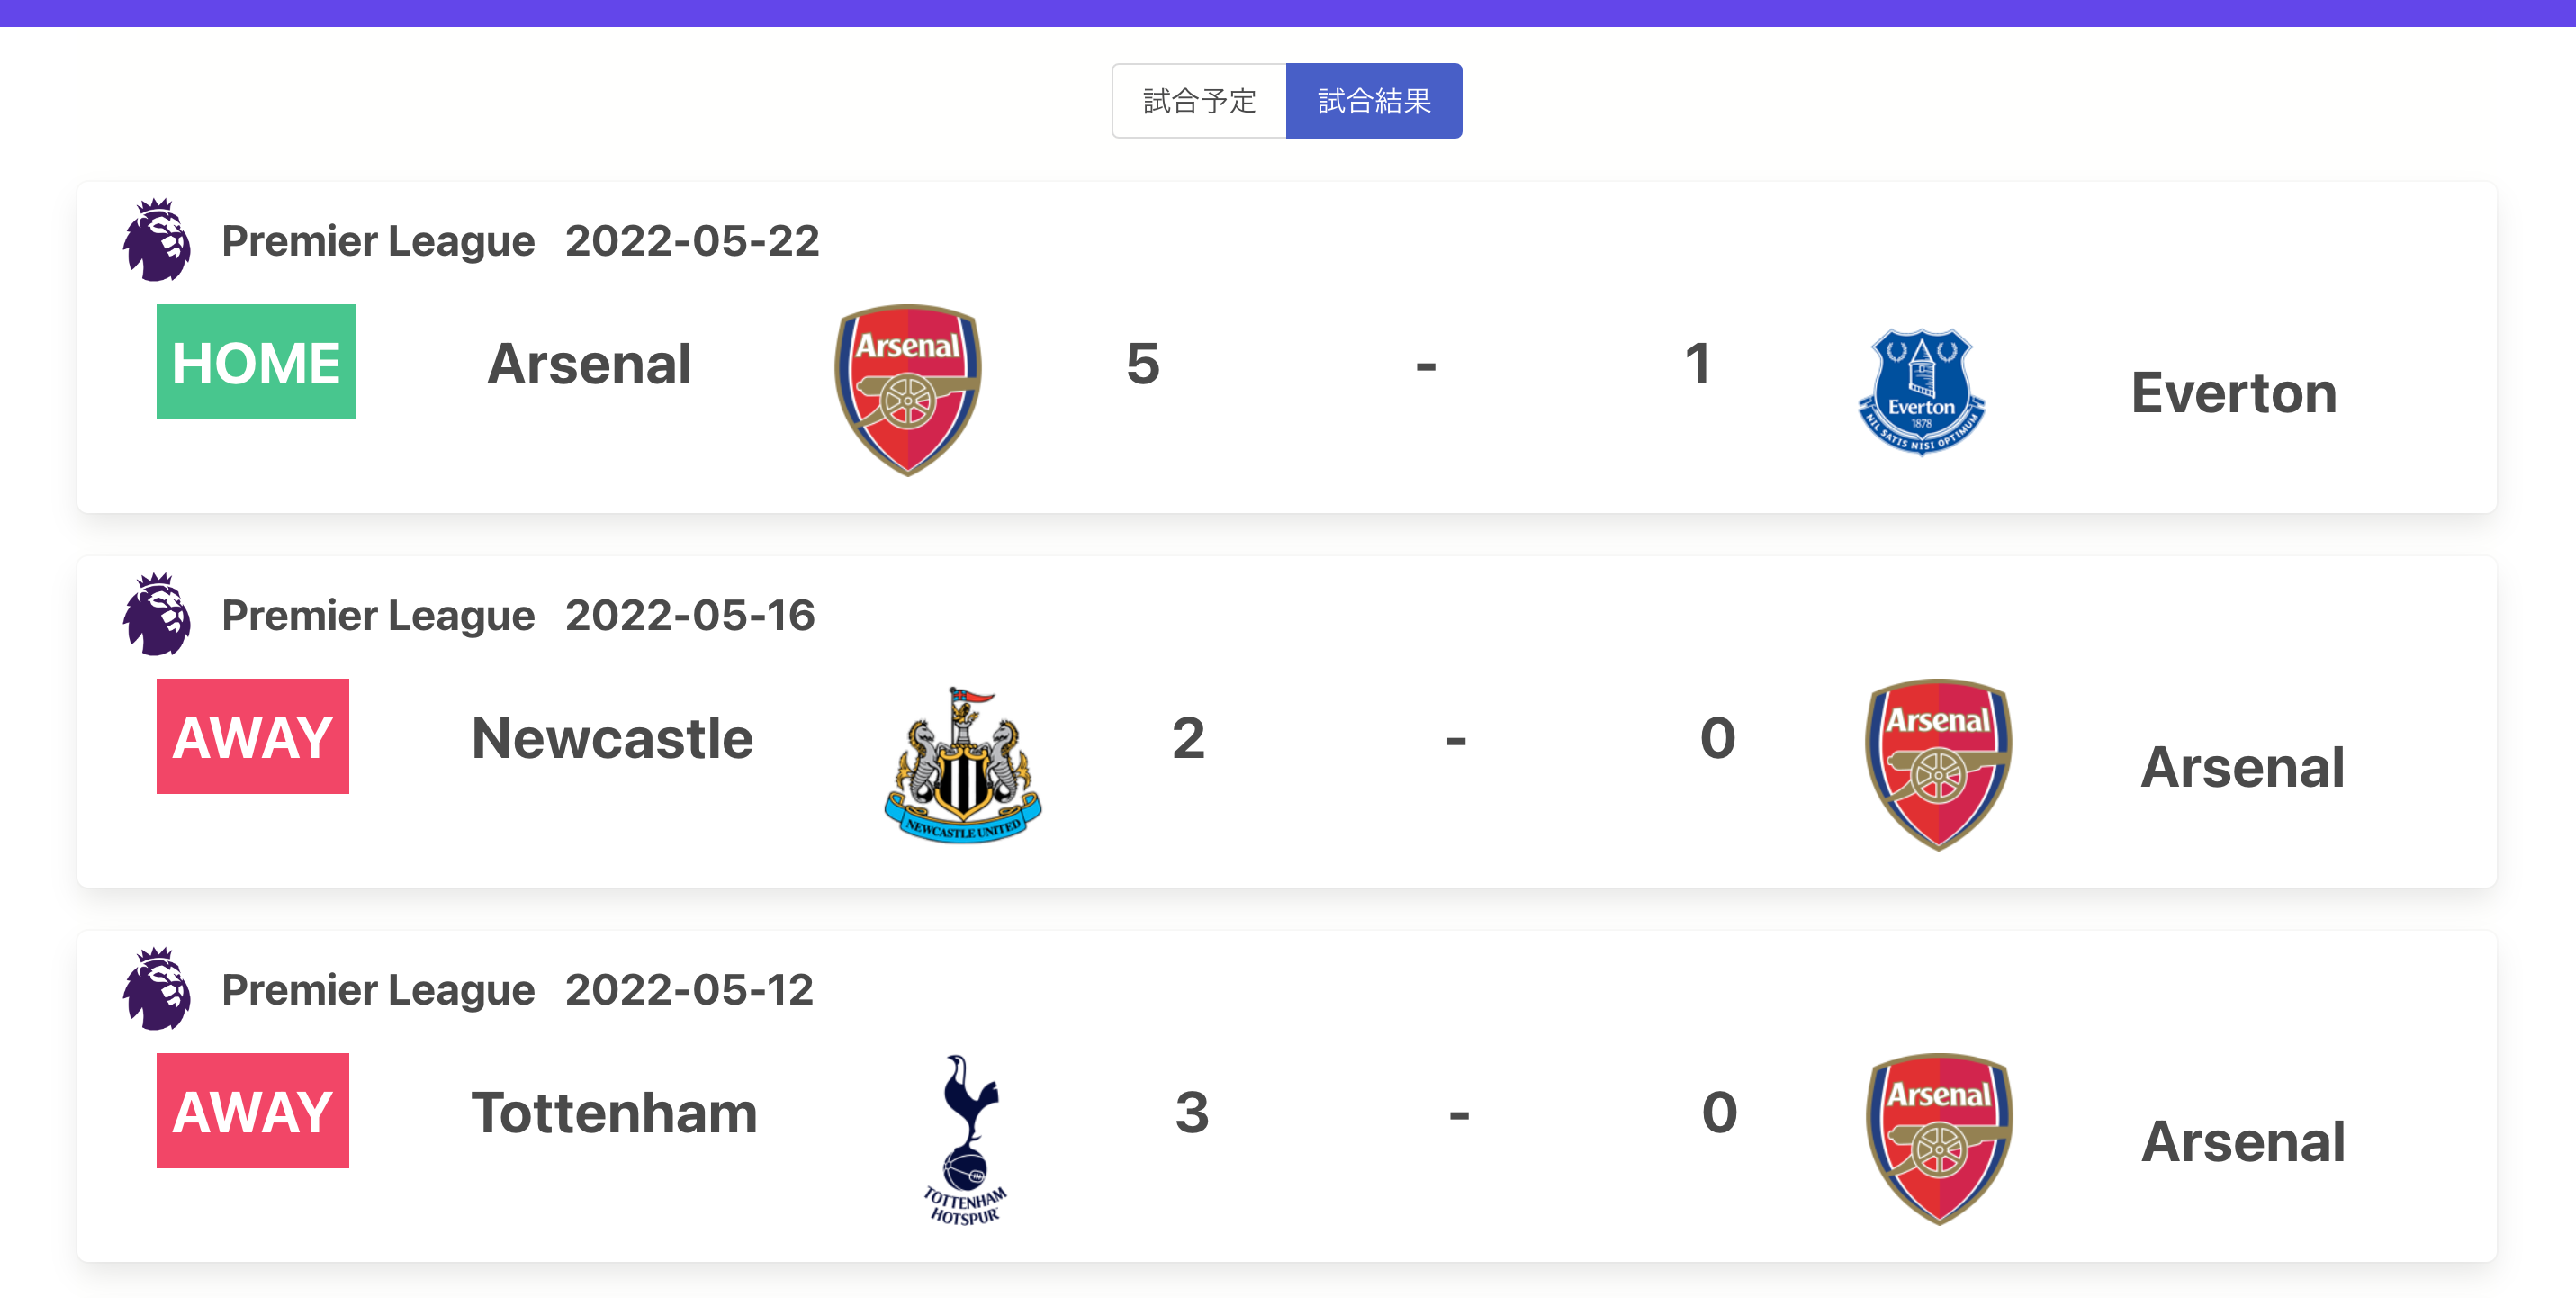 試合予定 試合結果
Premier League 2022-05-22
HOME Arsenal Arsenal 5 - 1 Everton 1878 NIL SATIS NISI OPTIMUM Everton
Premier League 2022-05-16
AWAY Newcastle NEWCASTLE UNITED 2 - 0 Arsenal Arsenal
Premier League 2022-05-12
AWAY Tottenham TOTTENHAM HOTSPUR 3 - 0 Arsenal Arsenal